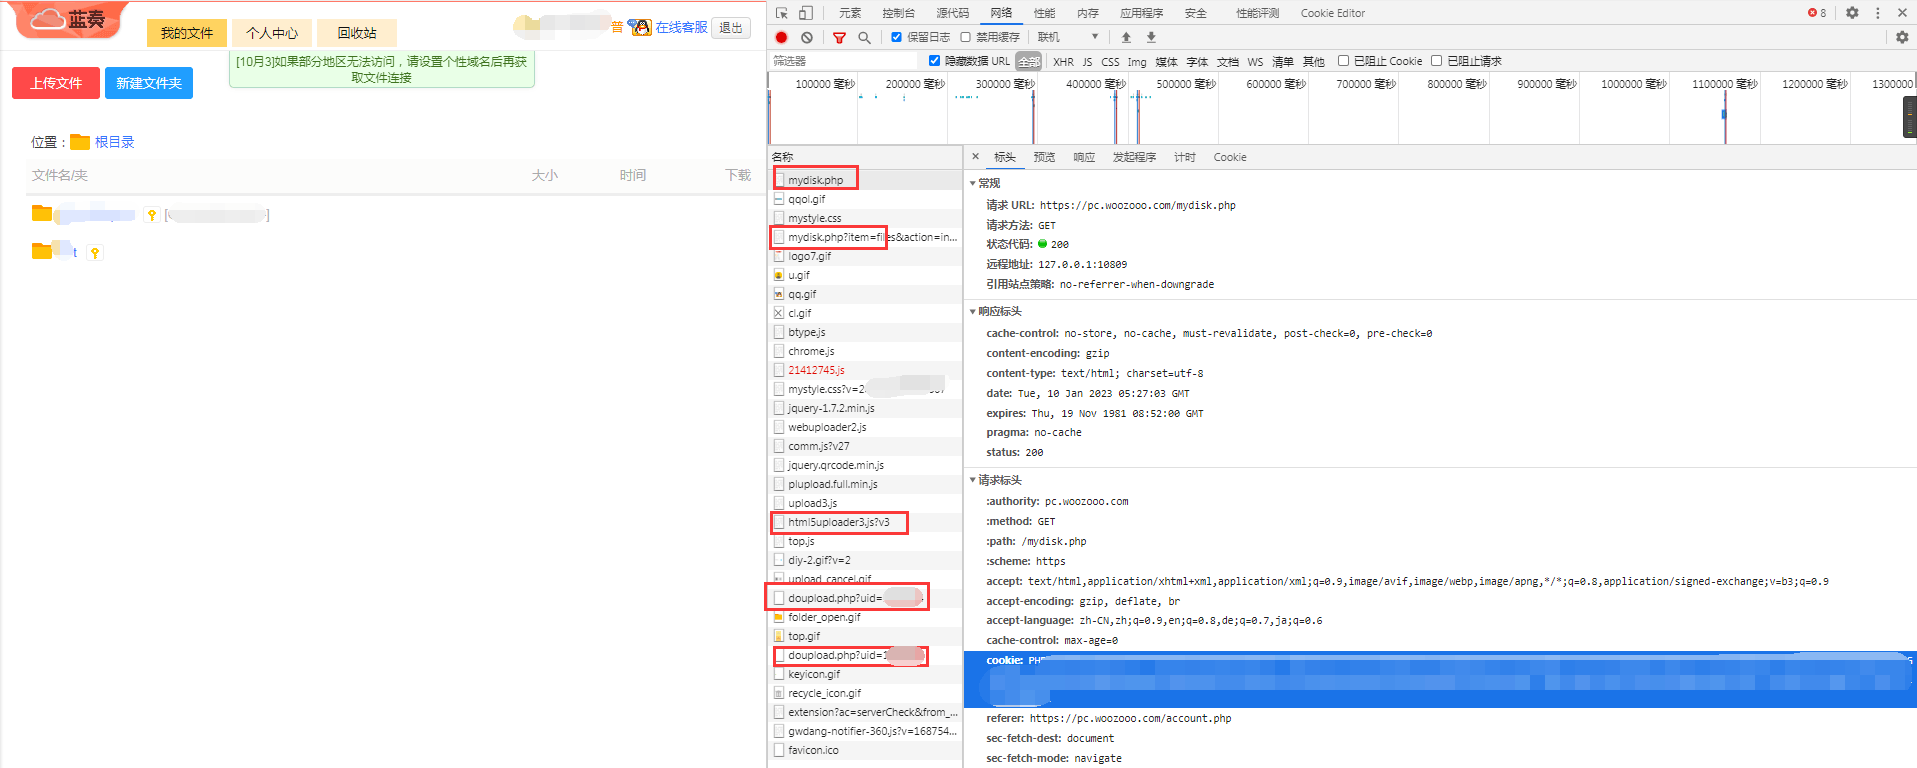 蓝奏
我的文件 个人中心 回收站
普 在线客服 退出
[10月3]如果部分地区无法访问，请设置个性域名后再获
取文件连接
上传文件 新建文件夹
位置： 根目录
文件名/夹 大小 时间 下载
t
元素 控制台 源代码 网络 性能 内存 应用程序 安全 性能评测 Cookie Editor 8
保留日志 禁用缓存 联机
筛选器 隐藏数据 URL 全部 XHR JS CSS Img 媒体 字体 文档 WS 清单 其他 已阻止 Cookie 已阻止请求
100000 毫秒 200000 毫秒 300000 毫秒 400000 毫秒 500000 毫秒 600000 毫秒 700000 毫秒 800000 毫秒 900000 毫秒 1000000 毫秒 1100000 毫秒 1200000 毫秒 1300000
名称
mydisk.php
qqol.gif
mystyle.css
mydisk.php?item=files&action=in...
logo7.gif
u.gif
qq.gif
cl.gif
btype.js
chrome.js
21412745.js
mystyle.css?v=2
jquery-1.7.2.min.js
webuploader2.js
comm.js?v27
jquery.qrcode.min.js
plupload.full.min.js
upload3.js
html5uploader3.js?v3
top.js
diy-2.gif?v=2
upload_cancel.gif
doupload.php?uid=
folder_open.gif
top.gif
doupload.php?uid=1
keyicon.gif
recycle_icon.gif
extension?ac=serverCheck&from_...
gwdang-notifier-360.js?v=168754...
favicon.ico
标头 预览 响应 发起程序 计时 Cookie
常规
请求 URL: https://pc.woozooo.com/mydisk.php
请求方法: GET
状态代码: 200
远程地址: 127.0.0.1:10809
引用站点策略: no-referrer-when-downgrade
响应标头
cache-control: no-store, no-cache, must-revalidate, post-check=0, pre-check=0
content-encoding: gzip
content-type: text/html; charset=utf-8
date: Tue, 10 Jan 2023 05:27:03 GMT
expires: Thu, 19 Nov 1981 08:52:00 GMT
pragma: no-cache
status: 200
请求标头
:authority: pc.woozooo.com
:method: GET
:path: /mydisk.php
:scheme: https
accept: text/html,application/xhtml+xml,application/xml;q=0.9,image/avif,image/webp,image/apng,*/*;q=0.8,application/signed-exchange;v=b3;q=0.9
accept-encoding: gzip, deflate, br
accept-language: zh-CN,zh;q=0.9,en;q=0.8,de;q=0.7,ja;q=0.6
cache-control: max-age=0
cookie: PH
referer: https://pc.woozooo.com/account.php
sec-fetch-dest: document
sec-fetch-mode: navigate